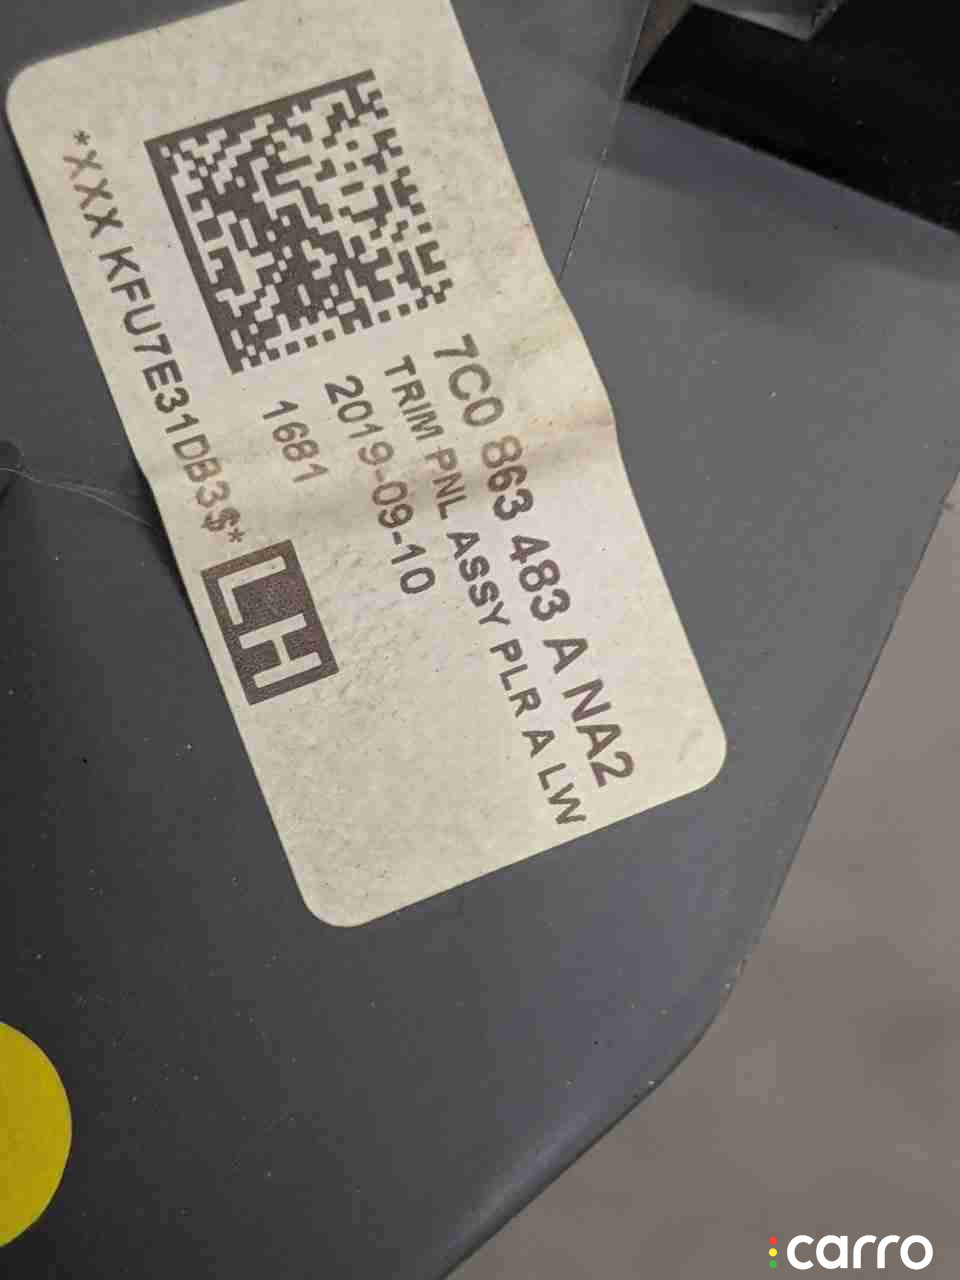 7C0 863 483 A NA2
TRIM PNL ASSY PLR A LW
2019-09-10
1681
LH
*XXX KFU7E31DB3$*
carro